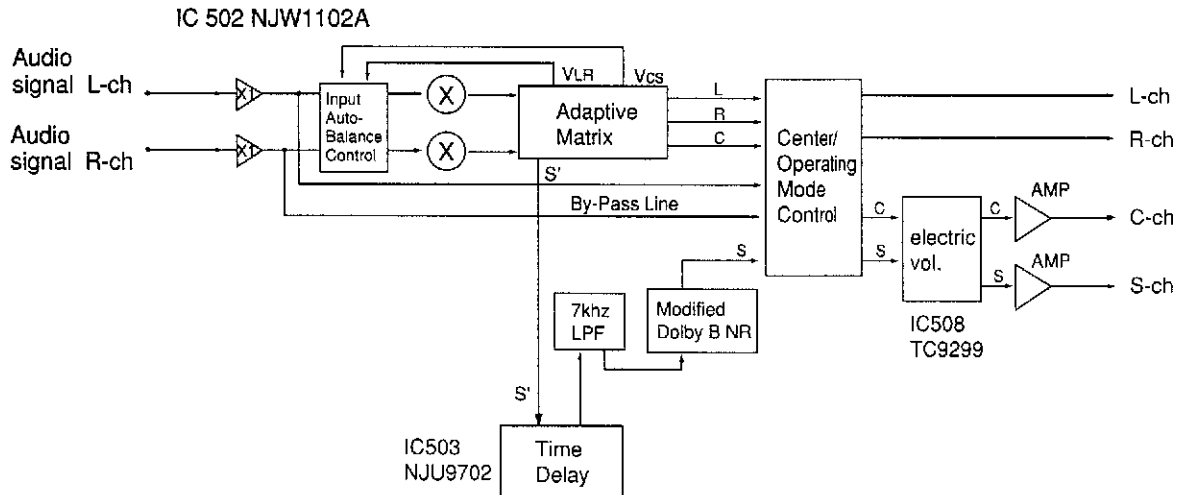 IC 502 NJW1102A
Audio
signal L-ch
Audio
signal R-ch
X1
X1
Input
Auto-
Balance
Control
X
X
VLR
Vcs
Adaptive
Matrix
L
R
C
S'
By-Pass Line
Center/
Operating
Mode
Control
L-ch
R-ch
C
S
electric
vol.
C
S
AMP
AMP
C-ch
S-ch
IC508
TC9299
S
7khz
LPF
Modified
Dolby B NR
S'
IC503
NJU9702
Time
Delay